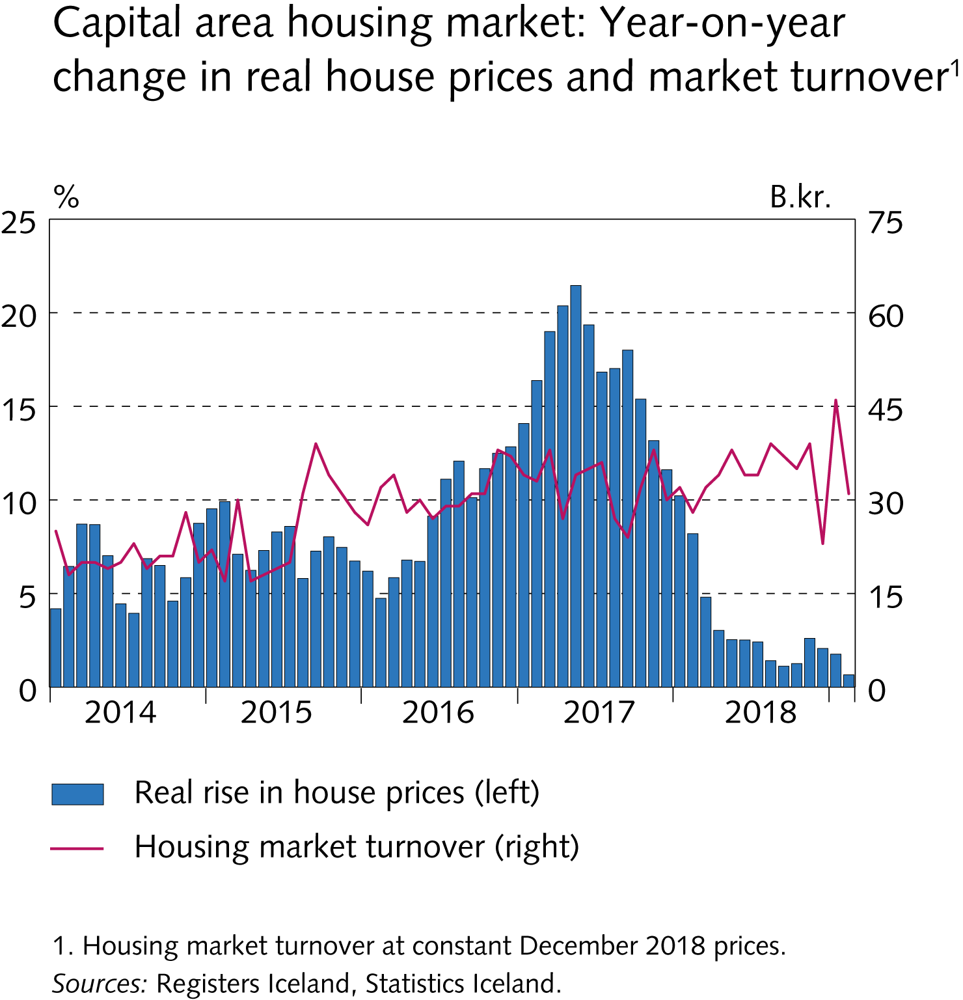 Capital area housing market: Year-on-year
change in real house prices and market turnover¹
% B.kr.
25 75
20 60
15 45
10 30
5 15
0 0
2014 2015 2016 2017 2018
Real rise in house prices (left)
Housing market turnover (right)
1. Housing market turnover at constant December 2018 prices.
Sources: Registers Iceland, Statistics Iceland.